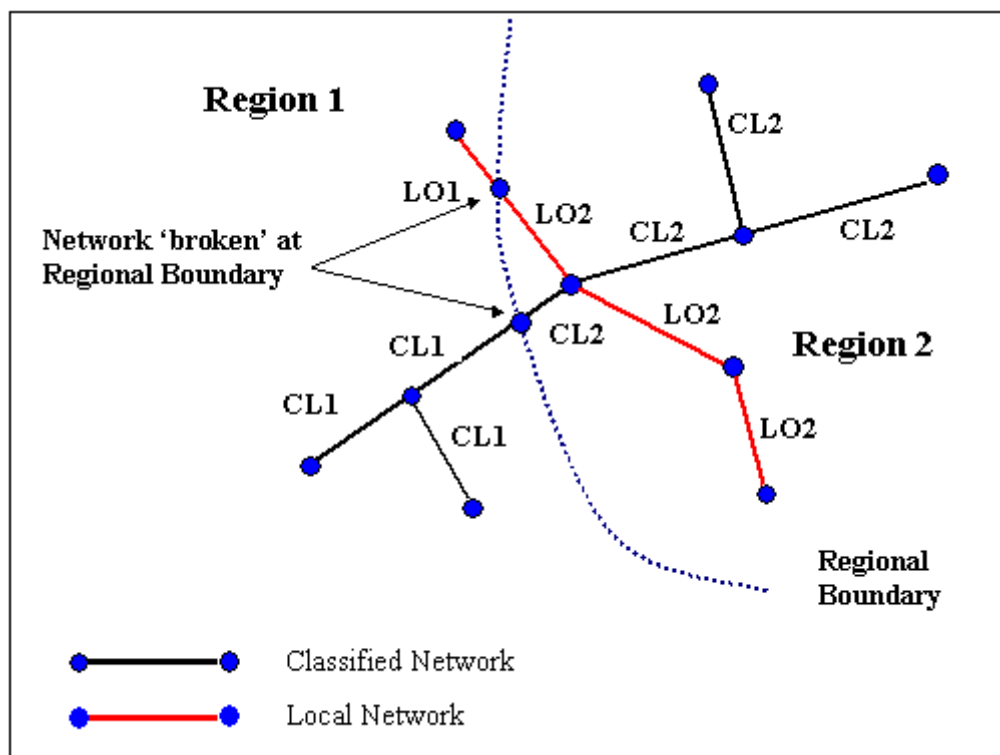 Region 1
CL2
LO1
LO2
CL2
CL2
Network ‘broken’ at
Regional Boundary
LO2
CL2
Region 2
CL1
CL1
CL1
LO2
Regional
Boundary
Classified Network
Local Network